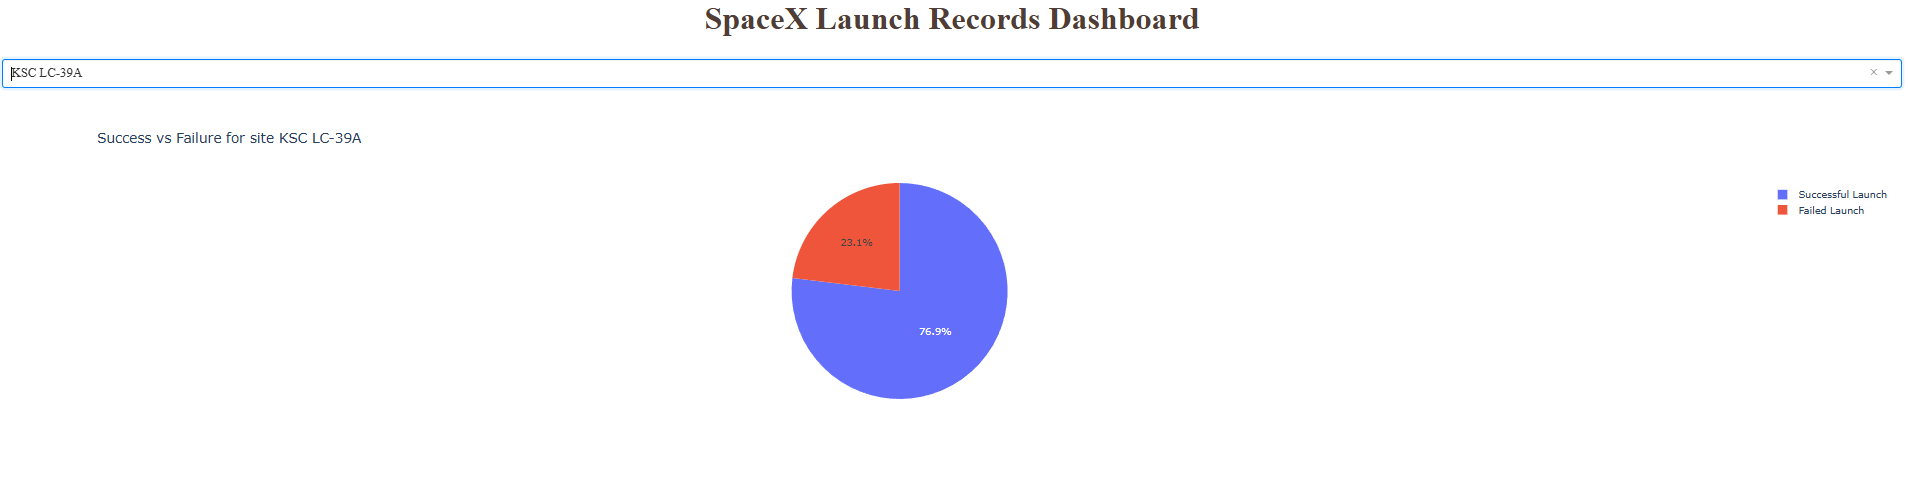 SpaceX Launch Records Dashboard
KSC LC-39A
Success vs Failure for site KSC LC-39A
Successful Launch
Failed Launch
23.1%
76.9%